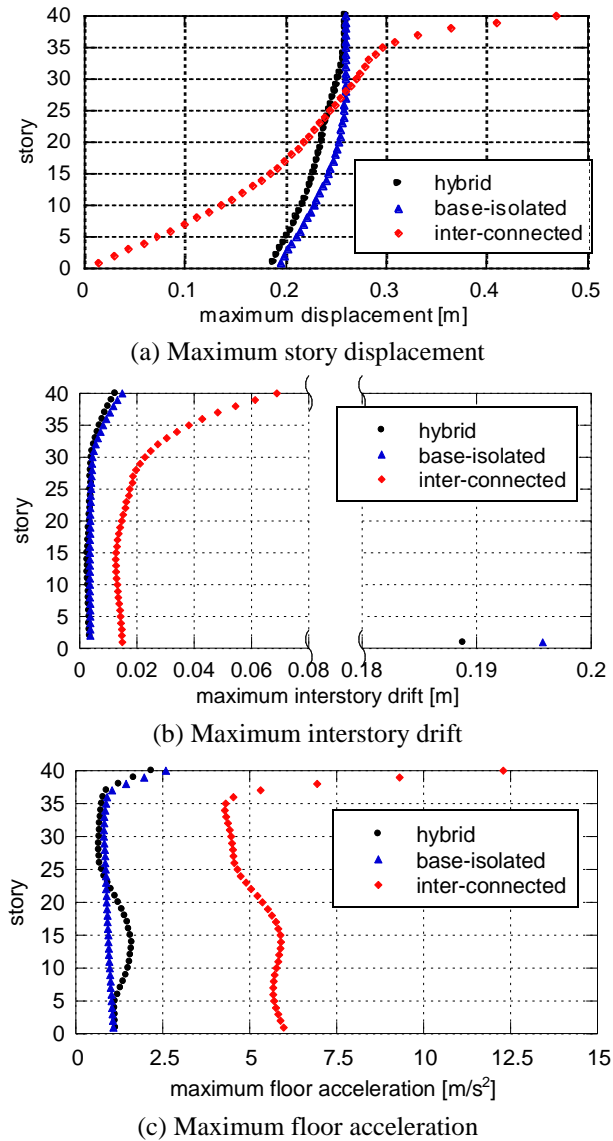 40
35
30
25
20
15
10
5
0
story
hybrid
base-isolated
inter-connected
0 0.1 0.2 0.3 0.4 0.5
maximum displacement [m]
(a) Maximum story displacement
40
35
30
25
20
15
10
5
0
story
hybrid
base-isolated
inter-connected
0 0.02 0.04 0.06 0.08 0.18 0.19 0.2
maximum interstory drift [m]
(b) Maximum interstory drift
40
35
30
25
20
15
10
5
0
story
hybrid
base-isolated
inter-connected
0 2.5 5 7.5 10 12.5 15
maximum floor acceleration [m/s²]
(c) Maximum floor acceleration